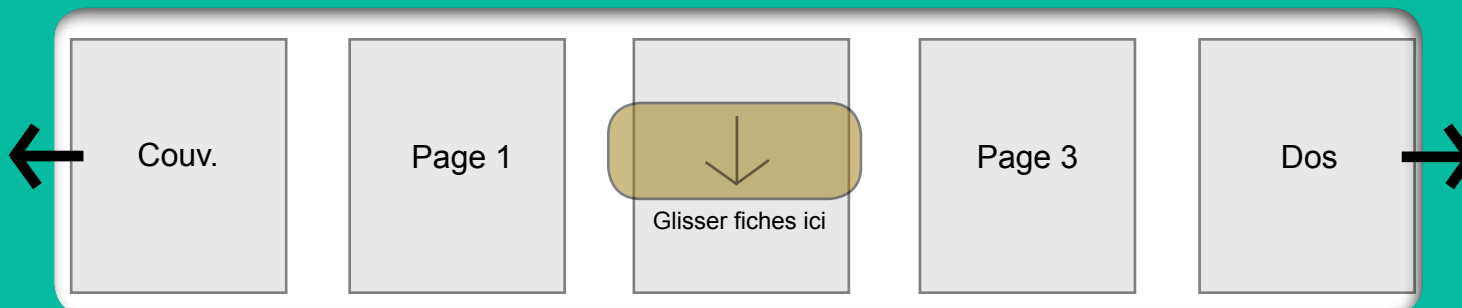 Couv.
Page 1
Glisser fiches ici
Page 3
Dos